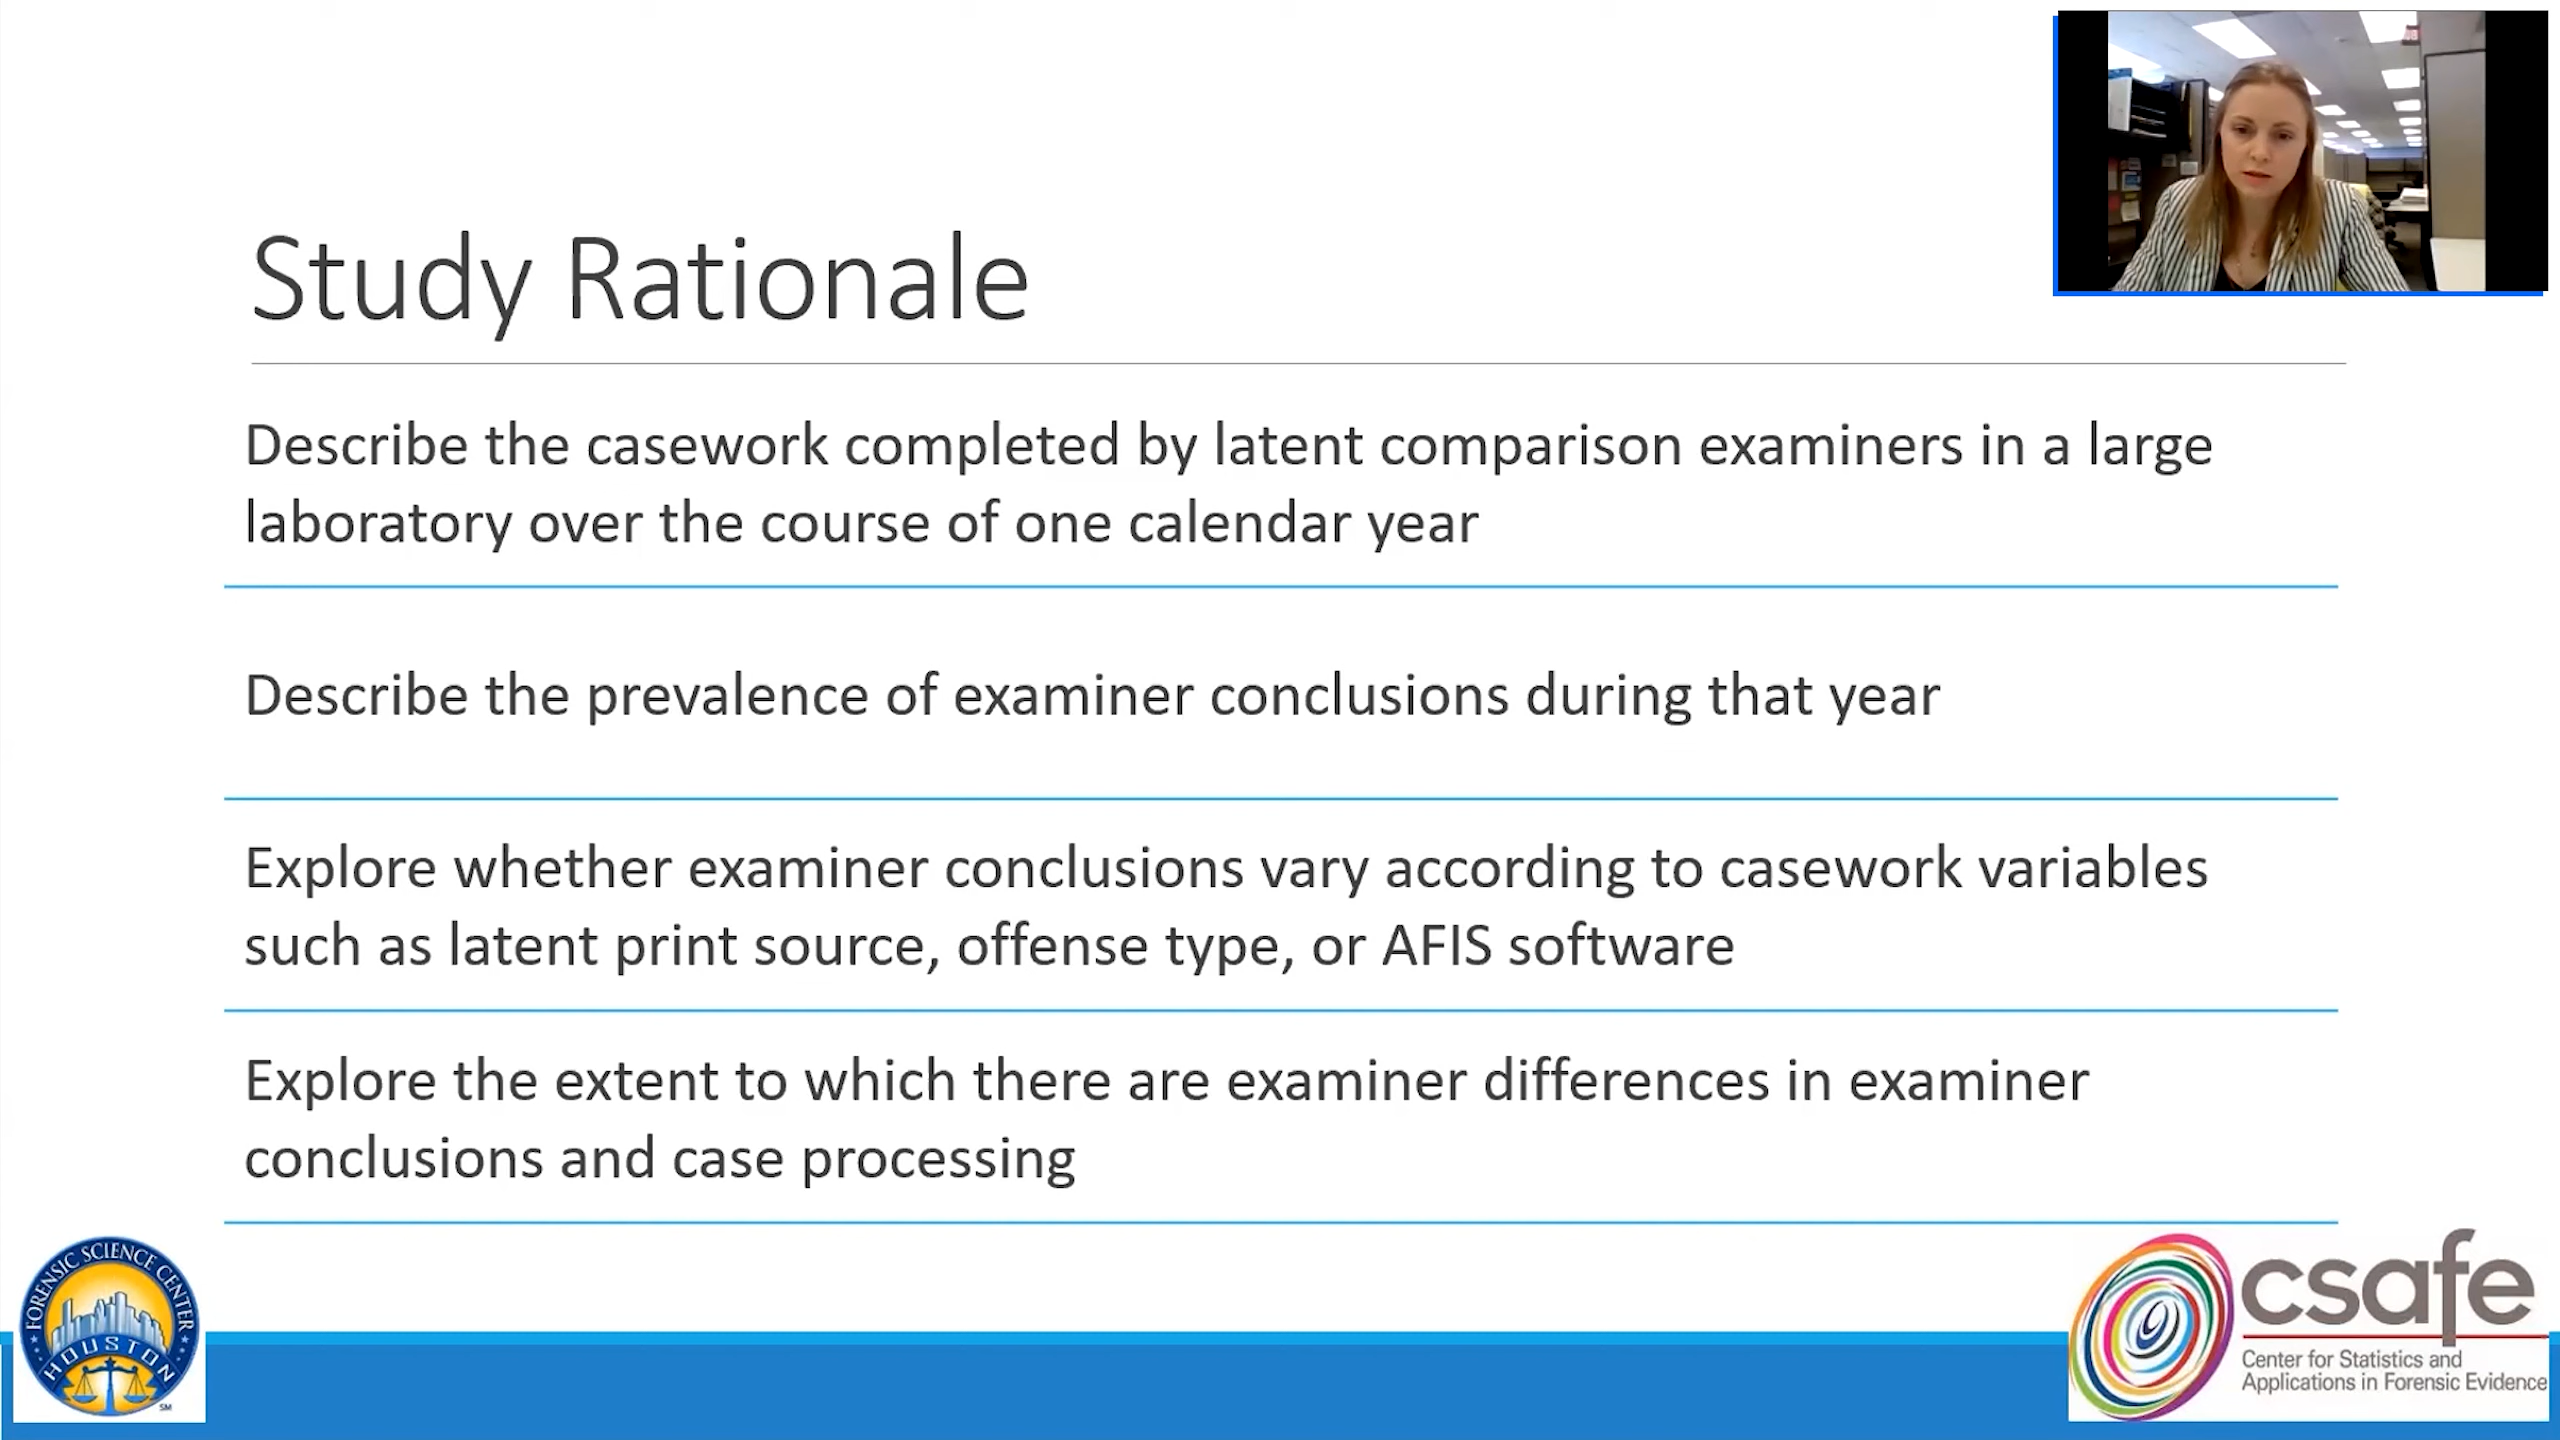 Study Rationale
Describe the casework completed by latent comparison examiners in a large
laboratory over the course of one calendar year
Describe the prevalence of examiner conclusions during that year
Explore whether examiner conclusions vary according to casework variables
such as latent print source, offense type, or AFIS software
Explore the extent to which there are examiner differences in examiner
conclusions and case processing
FORENSIC SCIENCE CENTER
HOUSTON
SM
csafe
Center for Statistics and
Applications in Forensic Evidence